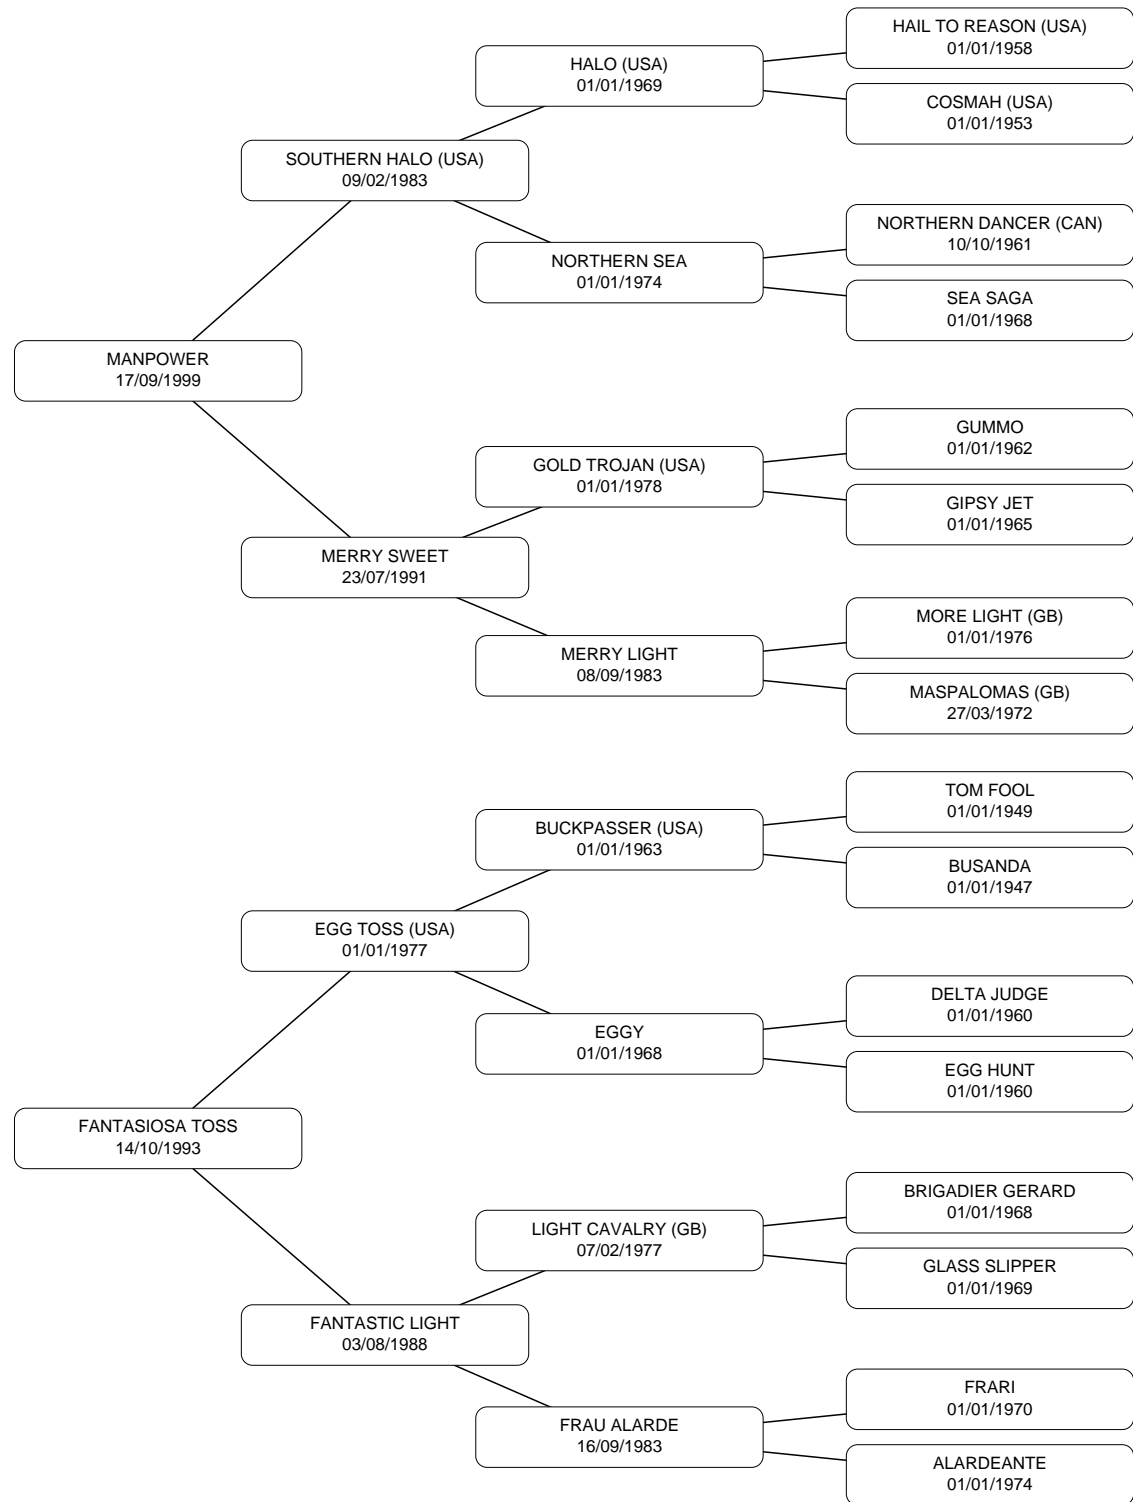 HAIL TO REASON (USA)
01/01/1958
HALO (USA)
01/01/1969
COSMAH (USA)
01/01/1953
SOUTHERN HALO (USA)
09/02/1983
NORTHERN DANCER (CAN)
10/10/1961
NORTHERN SEA
01/01/1974
SEA SAGA
01/01/1968
MANPOWER
17/09/1999
GUMMO
01/01/1962
GOLD TROJAN (USA)
01/01/1978
GIPSY JET
01/01/1965
MERRY SWEET
23/07/1991
MORE LIGHT (GB)
01/01/1976
MERRY LIGHT
08/09/1983
MASPALOMAS (GB)
27/03/1972
TOM FOOL
01/01/1949
BUCKPASSER (USA)
01/01/1963
BUSANDA
01/01/1947
EGG TOSS (USA)
01/01/1977
DELTA JUDGE
01/01/1960
EGGY
01/01/1968
EGG HUNT
01/01/1960
FANTASIOSA TOSS
14/10/1993
BRIGADIER GERARD
01/01/1968
LIGHT CAVALRY (GB)
07/02/1977
GLASS SLIPPER
01/01/1969
FANTASTIC LIGHT
03/08/1988
FRARI
01/01/1970
FRAU ALARDE
16/09/1983
ALARDEANTE
01/01/1974